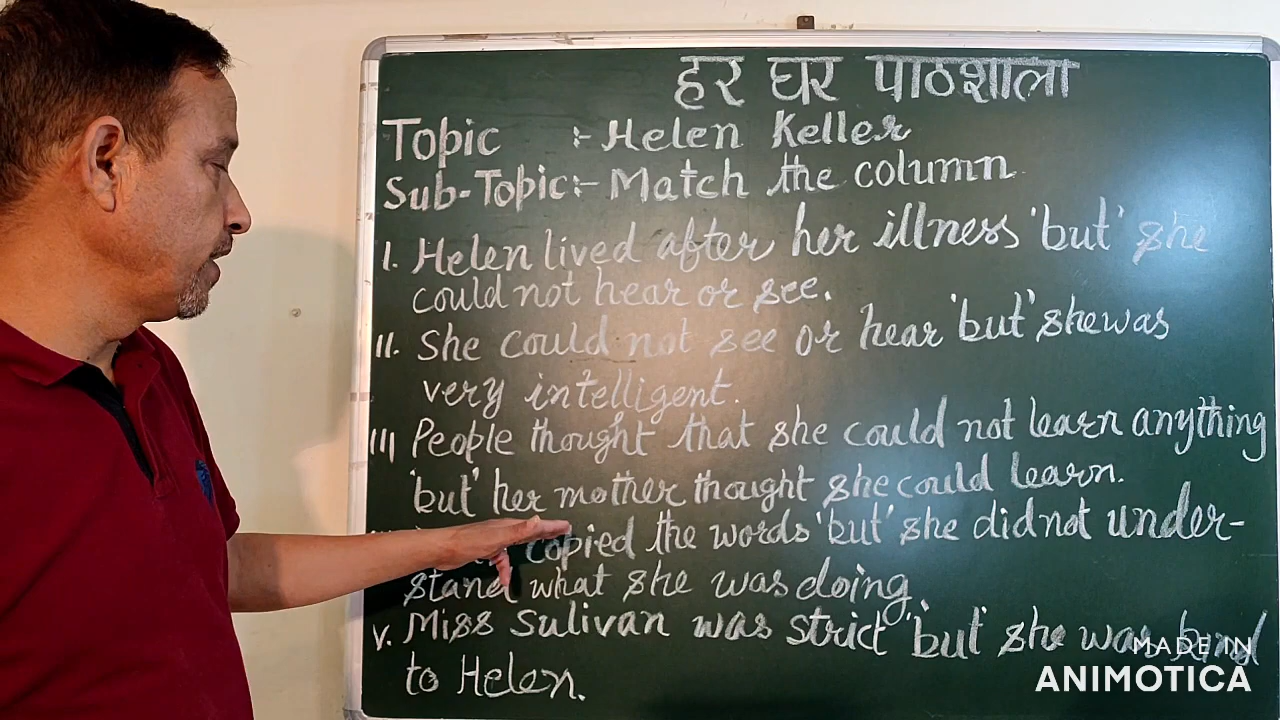 हर घर पाठशाला
Topic :- Helen Keller
Sub-Topic:- Match the column
I. Helen lived after her illness 'but' she
could not hear or see.
II. She could not see or hear 'but' she was
very intelligent.
III People thought that she could not learn anything
'but' her mother thought she could learn.
copied the words 'but' she did not under-
stand what she was doing.
V. Miss Sulivan was strict 'but' she was kind
to Helen.
MADE IN
ANIMOTICA